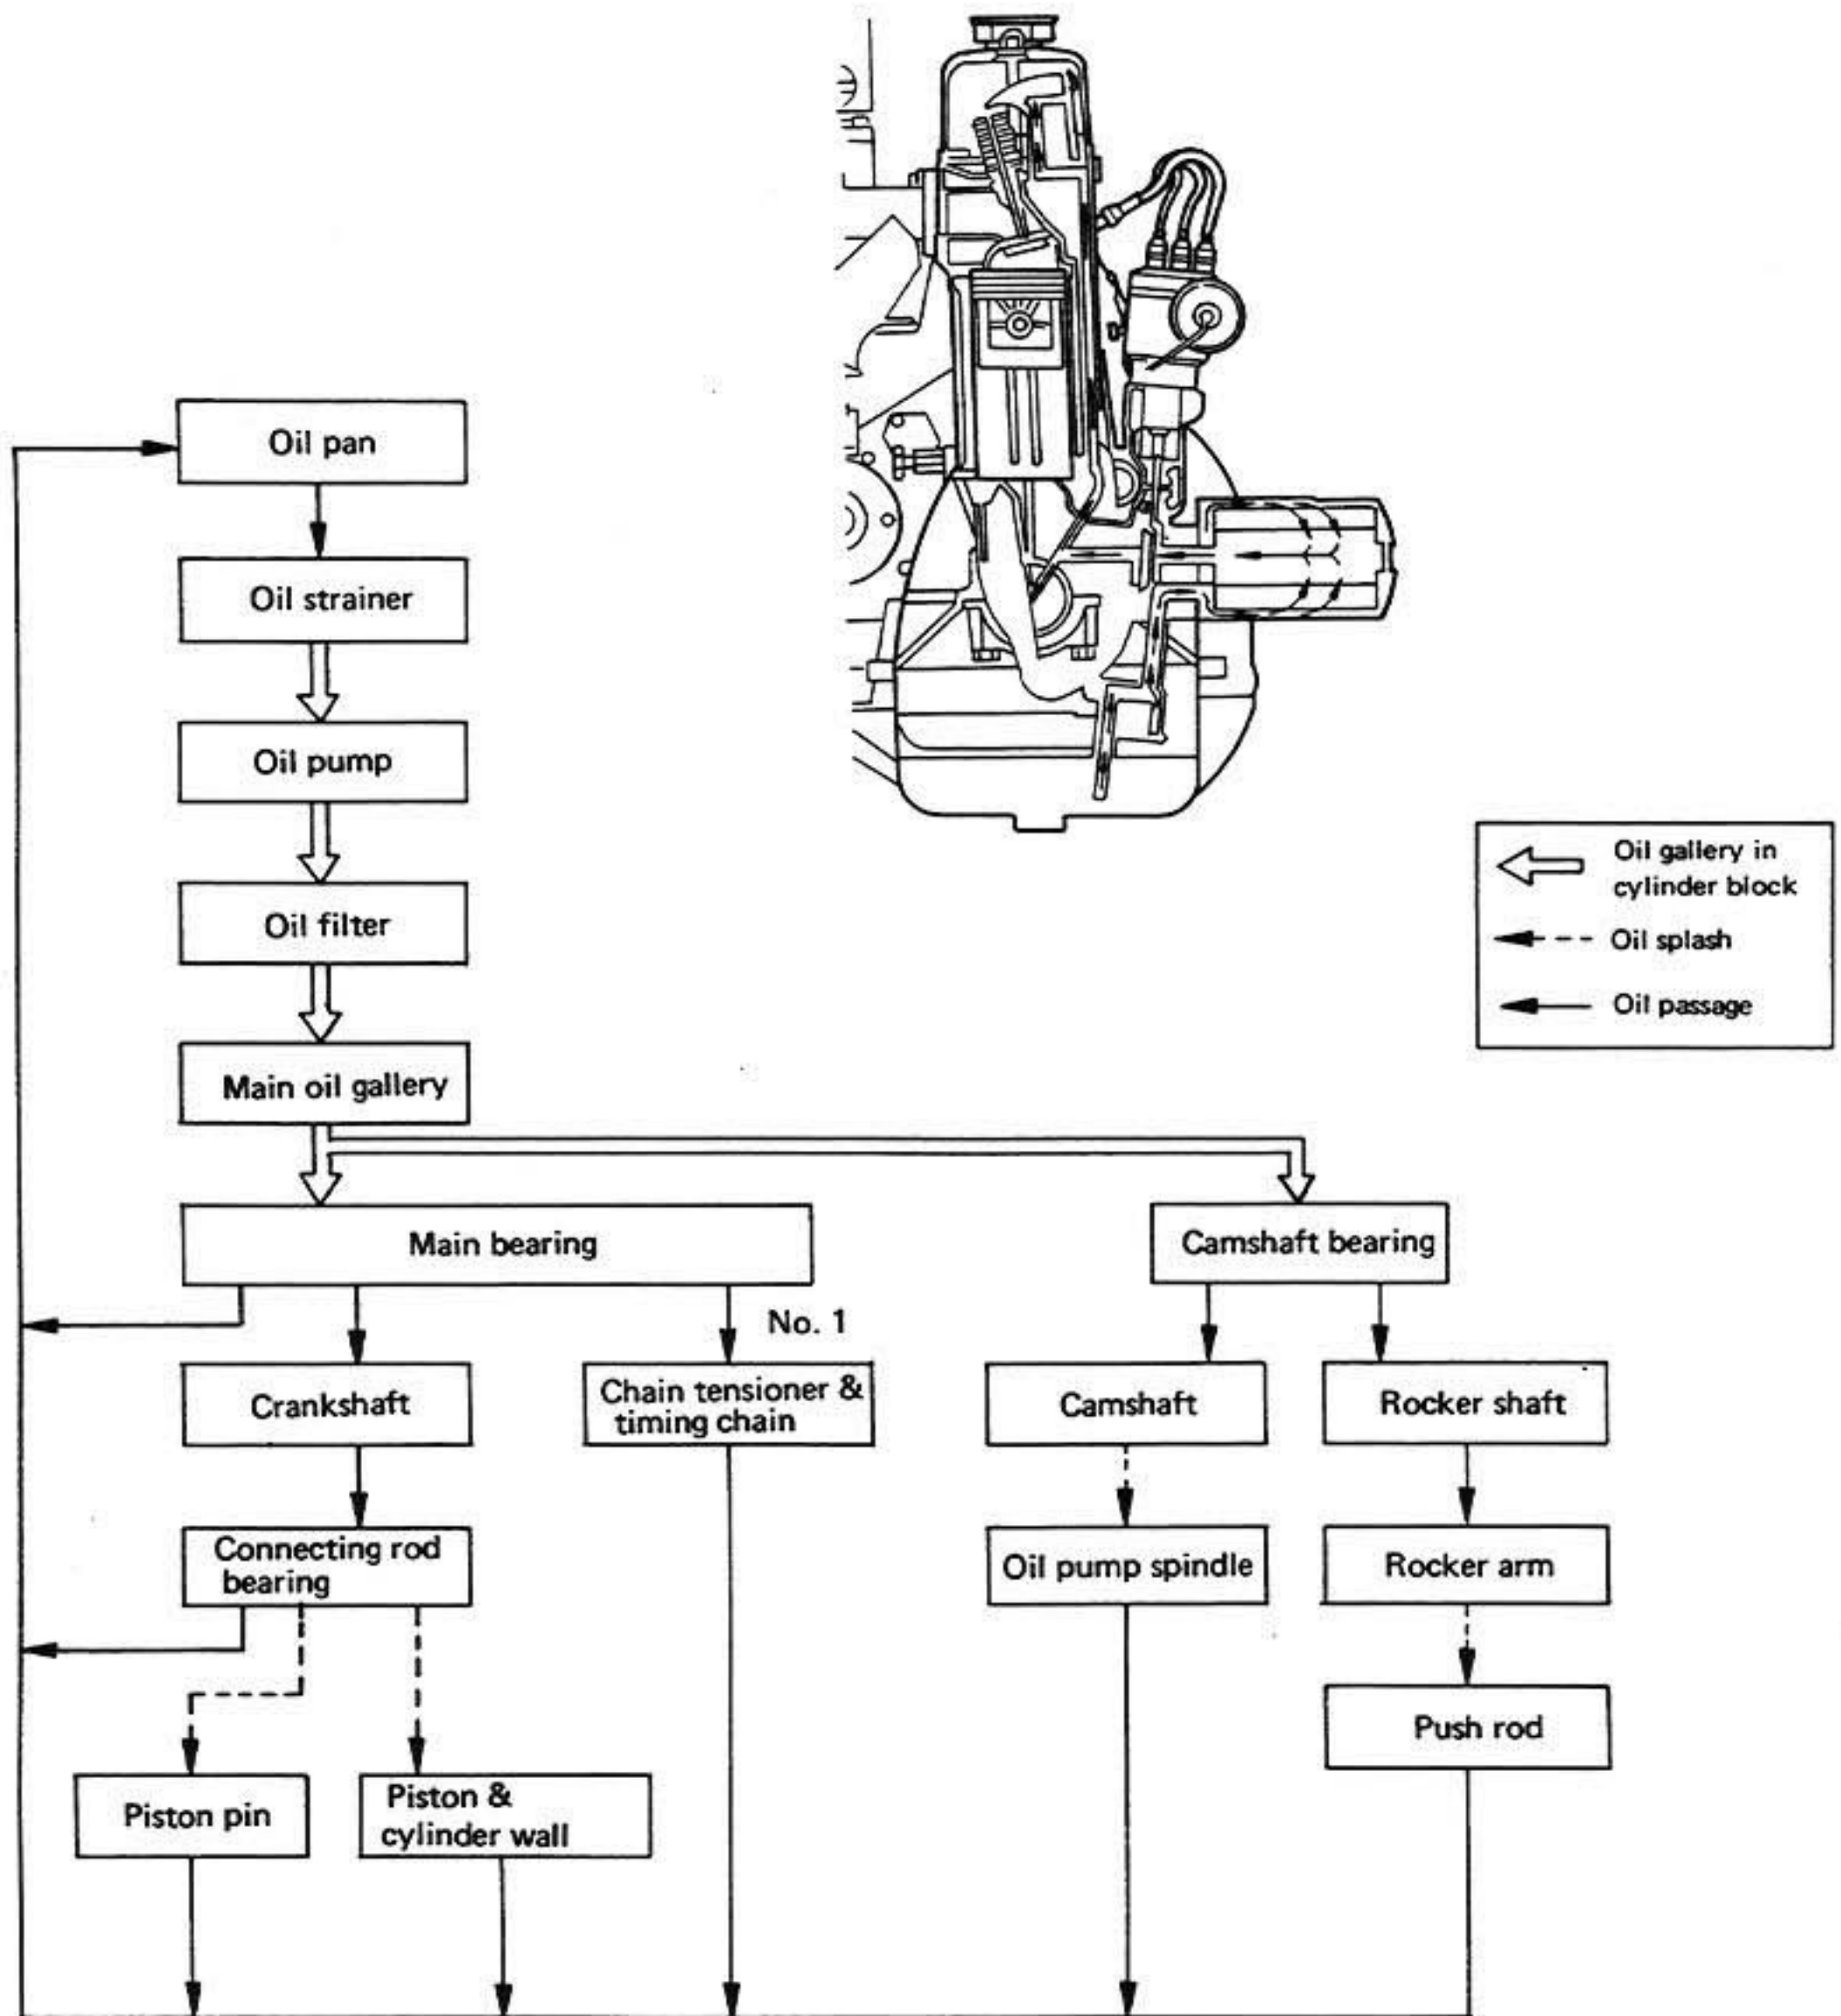 Oil pan
Oil strainer
Oil pump
Oil filter
Main oil gallery
Oil gallery in
cylinder block
Oil splash
Oil passage
Main bearing
Camshaft bearing
No. 1
Crankshaft
Chain tensioner &
timing chain
Camshaft
Rocker shaft
Connecting rod
bearing
Oil pump spindle
Rocker arm
Push rod
Piston pin
Piston &
cylinder wall